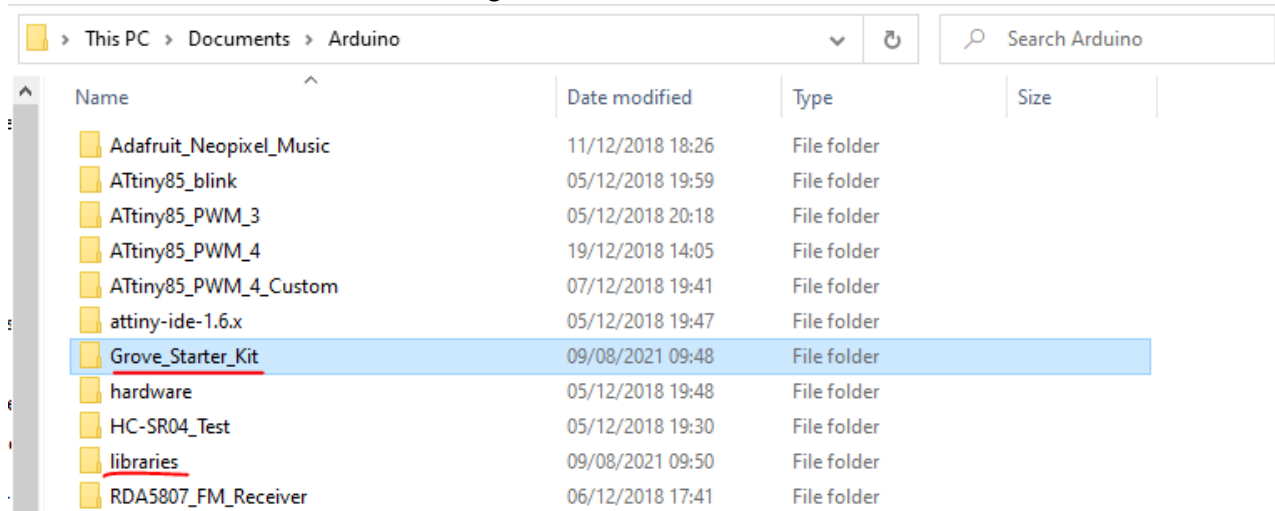 This PC > Documents > Arduino Search Arduino
Name Date modified Type Size
Adafruit_Neopixel_Music 11/12/2018 18:26 File folder
ATtiny85_blink 05/12/2018 19:59 File folder
ATtiny85_PWM_3 05/12/2018 20:18 File folder
ATtiny85_PWM_4 19/12/2018 14:05 File folder
ATtiny85_PWM_4_Custom 07/12/2018 19:41 File folder
attiny-ide-1.6.x 05/12/2018 19:47 File folder
Grove_Starter_Kit 09/08/2021 09:48 File folder
hardware 05/12/2018 19:48 File folder
HC-SR04_Test 05/12/2018 19:30 File folder
libraries 09/08/2021 09:50 File folder
RDA5807_FM_Receiver 06/12/2018 17:41 File folder